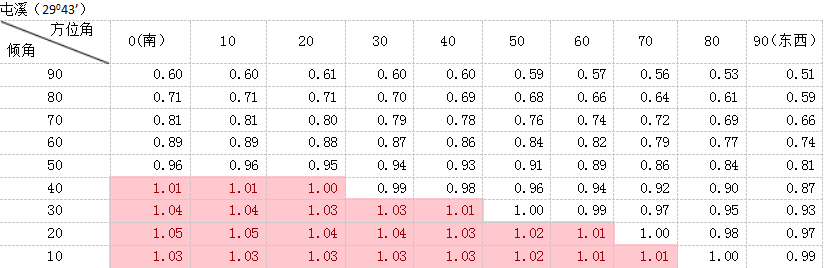 屯溪（29⁰43′）
方位角
倾角
0(南） 10 20 30 40 50 60 70 80 90(东西）
90 0.60 0.60 0.61 0.60 0.60 0.59 0.57 0.56 0.53 0.51
80 0.71 0.71 0.71 0.70 0.69 0.68 0.66 0.64 0.61 0.59
70 0.81 0.81 0.80 0.79 0.78 0.76 0.74 0.72 0.69 0.66
60 0.89 0.89 0.88 0.87 0.86 0.84 0.82 0.79 0.77 0.74
50 0.96 0.96 0.95 0.94 0.93 0.91 0.89 0.86 0.84 0.81
40 1.01 1.01 1.00 0.99 0.98 0.96 0.94 0.92 0.90 0.87
30 1.04 1.04 1.03 1.03 1.01 1.00 0.99 0.97 0.95 0.93
20 1.05 1.05 1.04 1.04 1.03 1.02 1.01 1.00 0.98 0.97
10 1.03 1.03 1.03 1.03 1.03 1.02 1.01 1.01 1.00 0.99